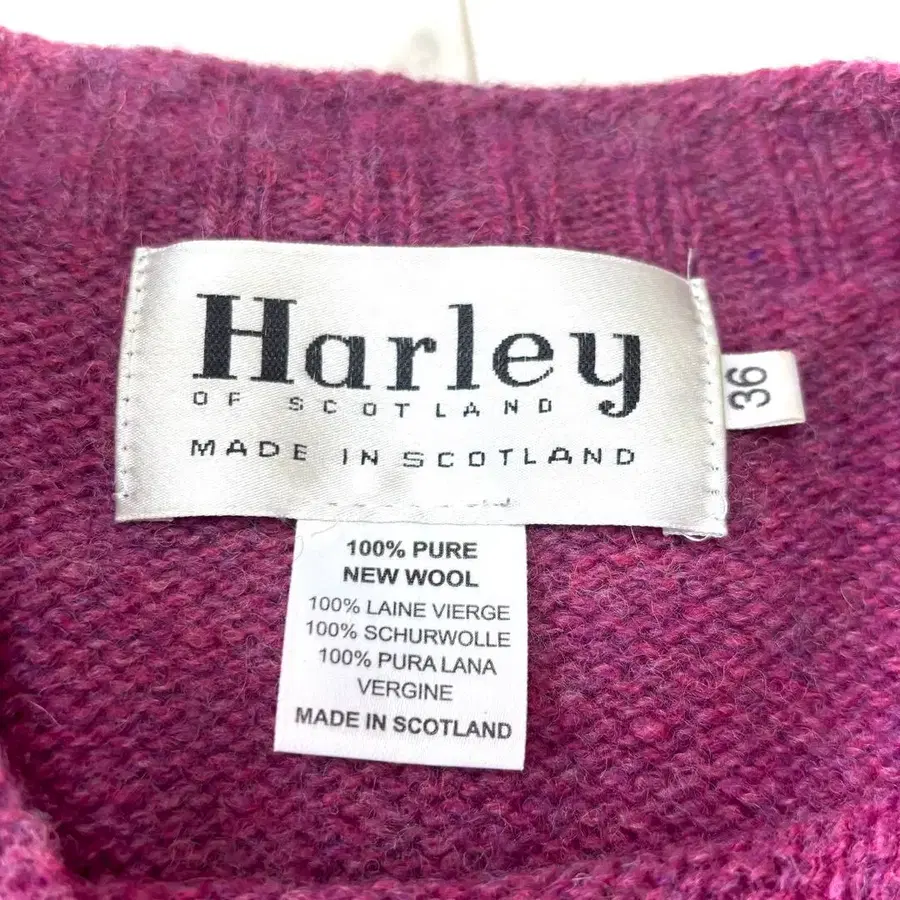 Harley
OF SCOTLAND
MADE IN SCOTLAND
36
100% PURE
NEW WOOL
100% LAINE VIERGE
100% SCHURWOLLE
100% PURA LANA
VERGINE
MADE IN SCOTLAND